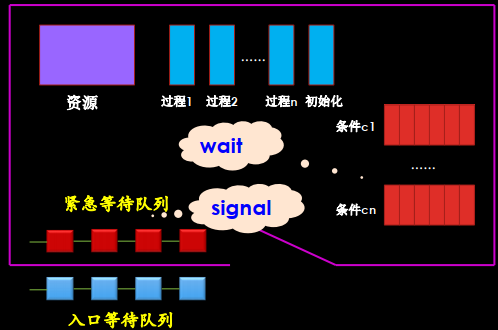 ……
资源
过程1 过程2 过程n 初始化
条件c1
wait
……
signal
条件cn
紧急等待队列
入口等待队列